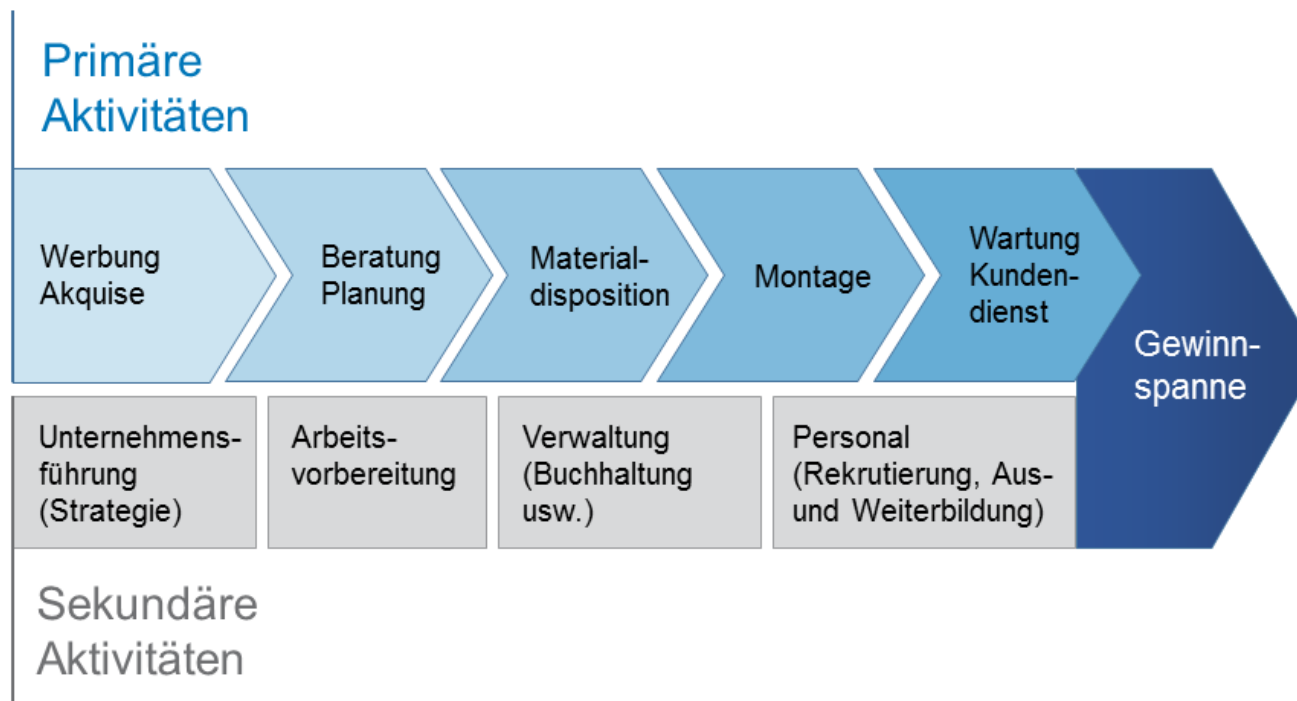 Primäre
Aktivitäten
Werbung
Akquise
Beratung
Planung
Material-
disposition
Montage
Wartung
Kunden-
dienst
Gewinn-
spanne
Unternehmens-
führung
(Strategie)
Arbeits-
vorbereitung
Verwaltung
(Buchhaltung
usw.)
Personal
(Rekrutierung, Aus-
und Weiterbildung)
Sekundäre
Aktivitäten